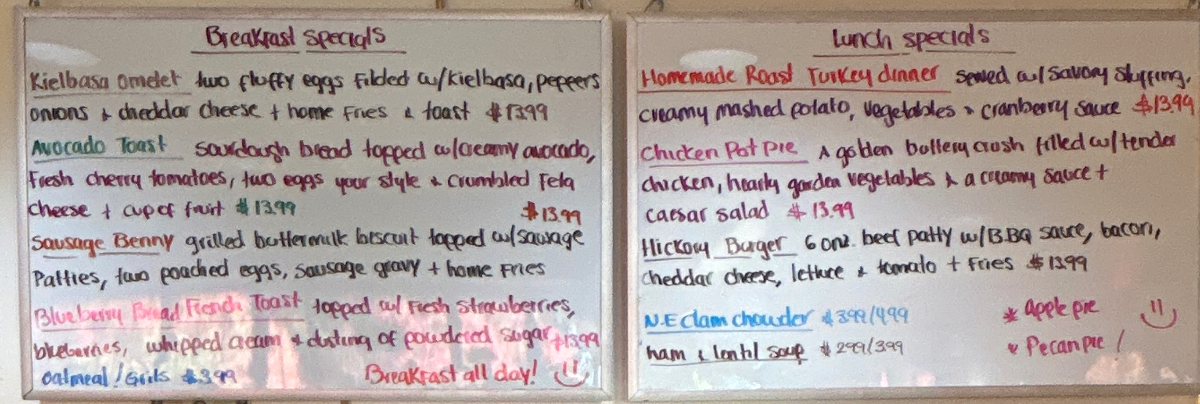 Breakfast Specials
Kielbasa omelet two fluffy eggs filded w/kielbasa, peppers
onions & cheddar cheese + home fries & toast $13.99
Avocado Toast sourdough bread topped w/creamy avocado,
Fresh cherry tomatoes, two eggs your style & crumbled Feta
cheese + cup of fruit $13.99 $13.99
Sausage Benny grilled buttermilk biscuit topped w/sausage
Patties, two poached eggs, sausage gravy + home Fries
Blueberry Bread French Toast topped w/ Fresh strawberries,
blueberries, whipped cream & dusting of powdered sugar $13.99
Oatmeal / Grits $3.99 Breakfast all day!
Lunch specials
Homemade Roast Turkey dinner served w/ savory stuffing,
creamy mashed potato, vegetables & cranberry sauce $13.99
Chicken Pot Pie A golden buttery crust filled w/tender
chicken, hearty garden vegetables & a creamy sauce +
caesar salad $13.99
Hickory Burger 6 onz. beef patty w/B.BQ sauce, bacon,
cheddar cheese, lettuce & tomato + Fries $13.99
N.E clam chowder $3.99/4.99 * apple pie
ham & lentil soup $2.99/3.99 * Pecan pie!